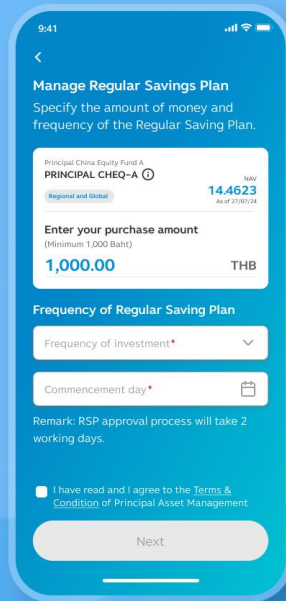 9:41
Manage Regular Savings Plan
Specify the amount of money and
frequency of the Regular Saving Plan.
Principal China Equity Fund A
PRINCIPAL CHEQ-A
NAV
Regional and Global
14.4623
As of 27/07/24
Enter your purchase amount
(Minimum 1,000 Baht)
1,000.00 THB
Frequency of Regular Saving Plan
Frequency of investment*
Commencement day*
Remark: RSP approval process will take 2
working days.
I have read and I agree to the Terms &
Condition of Principal Asset Management
Next